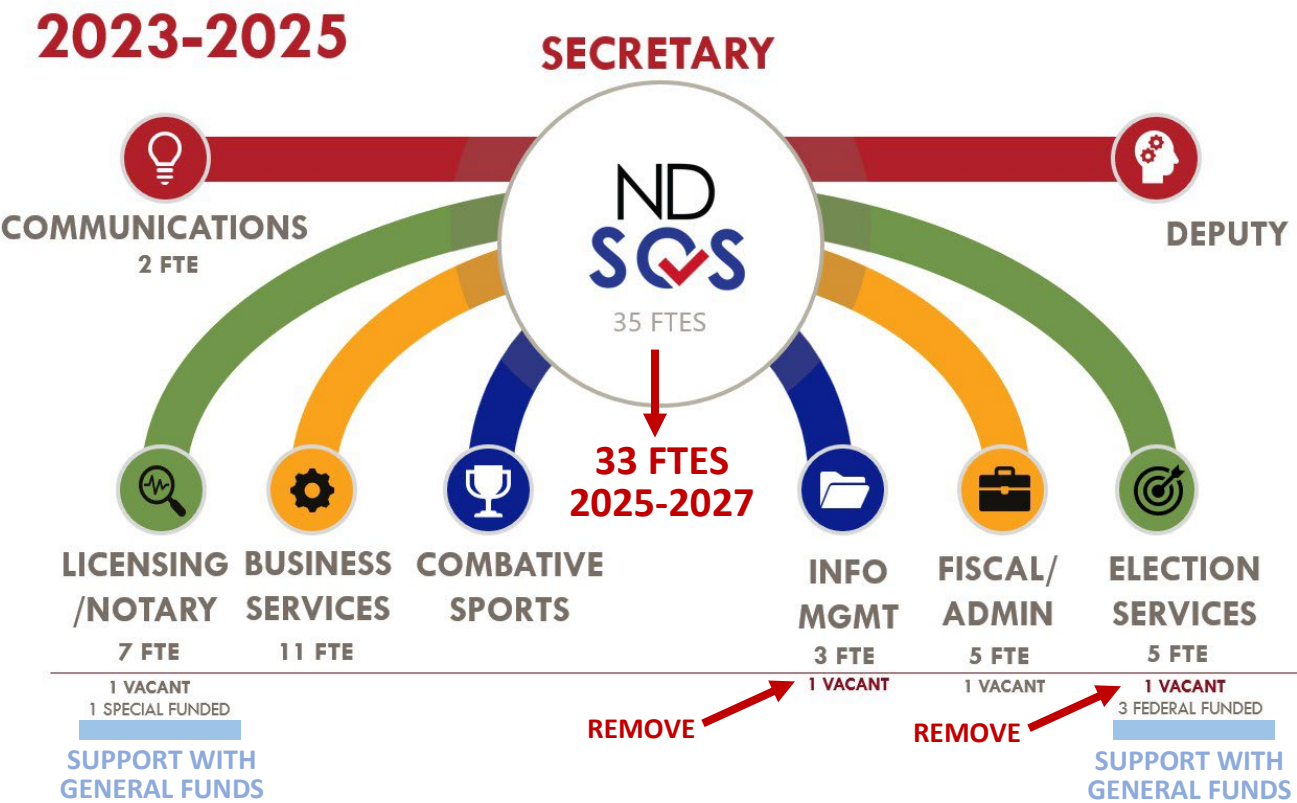 2023-2025
SECRETARY
COMMUNICATIONS
2 FTE
DEPUTY
ND
SOS
35 FTES
33 FTES
2025-2027
LICENSING
/NOTARY
7 FTE
1 VACANT
1 SPECIAL FUNDED
SUPPORT WITH
GENERAL FUNDS
BUSINESS
SERVICES
11 FTE
COMBATIVE
SPORTS
INFO
MGMT
3 FTE
1 VACANT
REMOVE
FISCAL/
ADMIN
5 FTE
1 VACANT
ELECTION
SERVICES
5 FTE
1 VACANT
REMOVE
3 FEDERAL FUNDED
SUPPORT WITH
GENERAL FUNDS